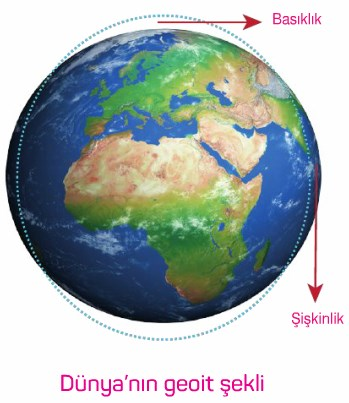 Basıklık
Şişkinlik
Dünya'nın geoit şekli